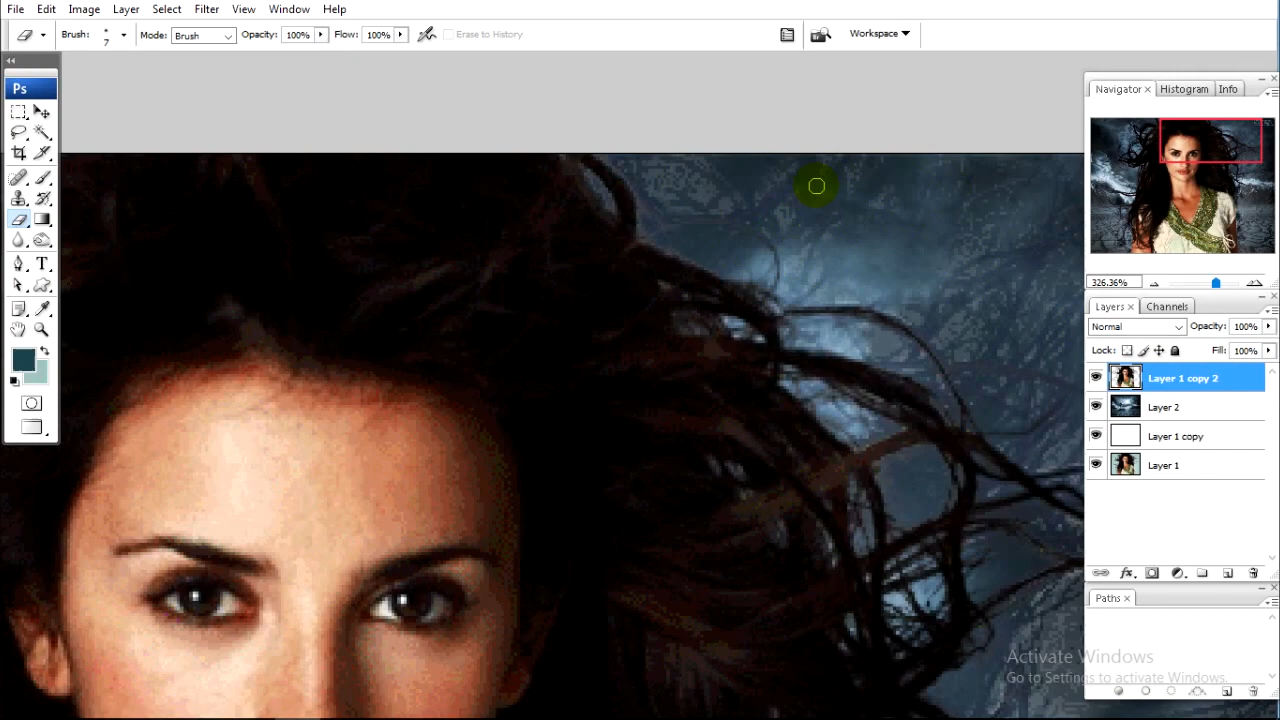 File Edit Image Layer Select Filter View Window Help
Brush: 7 Mode: Brush Opacity: 100% Flow: 100% Erase to History Workspace
Ps
Navigator Histogram Info
326.36%
Layers Channels
Normal Opacity: 100%
Lock: Fill: 100%
Layer 1 copy 2
Layer 2
Layer 1 copy
Layer 1
Paths
Activate Windows
Go to Settings to activate Windows.